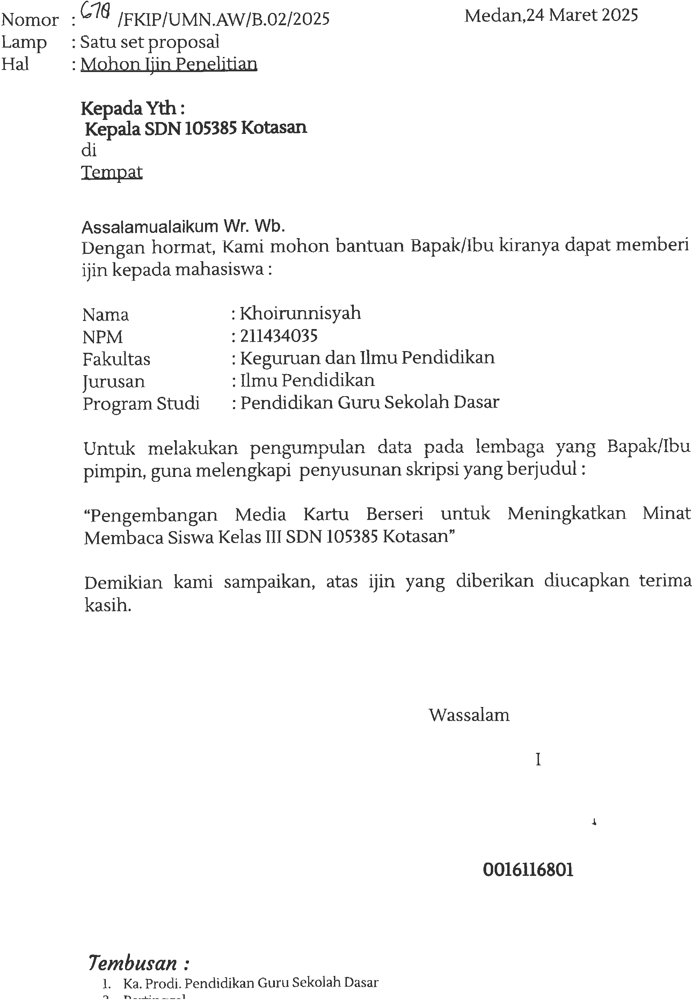 Nomor : 678 /FKIP/UMN.AW/B.02/2025 Medan,24 Maret 2025
Lamp : Satu set proposal
Hal : Mohon Ijin Penelitian
Kepada Yth :
Kepala SDN 105385 Kotasan
di
Tempat
Assalamualaikum Wr. Wb.
Dengan hormat, Kami mohon bantuan Bapak/Ibu kiranya dapat memberi
ijin kepada mahasiswa :
Nama : Khoirunnisyah
NPM : 211434035
Fakultas : Keguruan dan Ilmu Pendidikan
Jurusan : Ilmu Pendidikan
Program Studi : Pendidikan Guru Sekolah Dasar
Untuk melakukan pengumpulan data pada lembaga yang Bapak/Ibu
pimpin, guna melengkapi penyusunan skripsi yang berjudul :
“Pengembangan Media Kartu Berseri untuk Meningkatkan Minat
Membaca Siswa Kelas III SDN 105385 Kotasan”
Demikian kami sampaikan, atas ijin yang diberikan diucapkan terima
kasih.
Wassalam
I
0016116801
Tembusan :
1. Ka. Prodi. Pendidikan Guru Sekolah Dasar